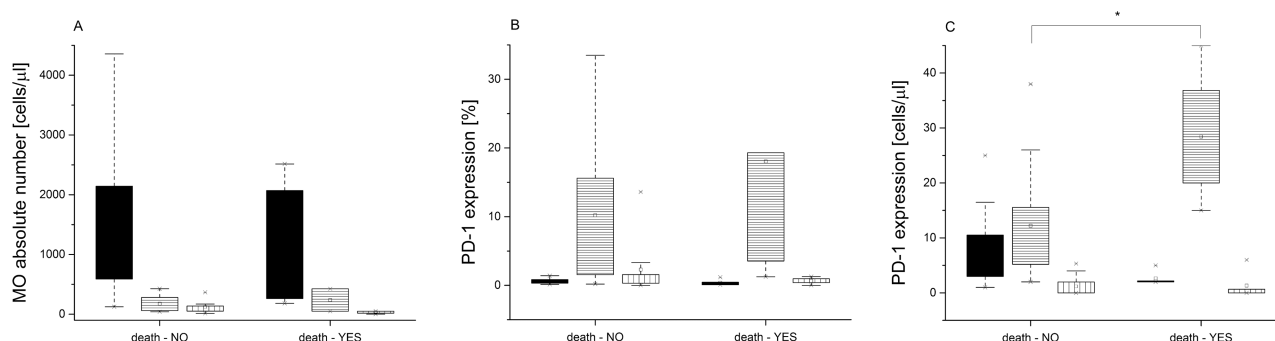 A
MO absolute number [cells/µl]
4000
3000
2000
1000
0
death - NO
death - YES
B
PD-1 expression [%]
30
20
10
0
death - NO
death - YES
C
*
PD-1 expression [cells/µl]
40
30
20
10
0
death - NO
death - YES